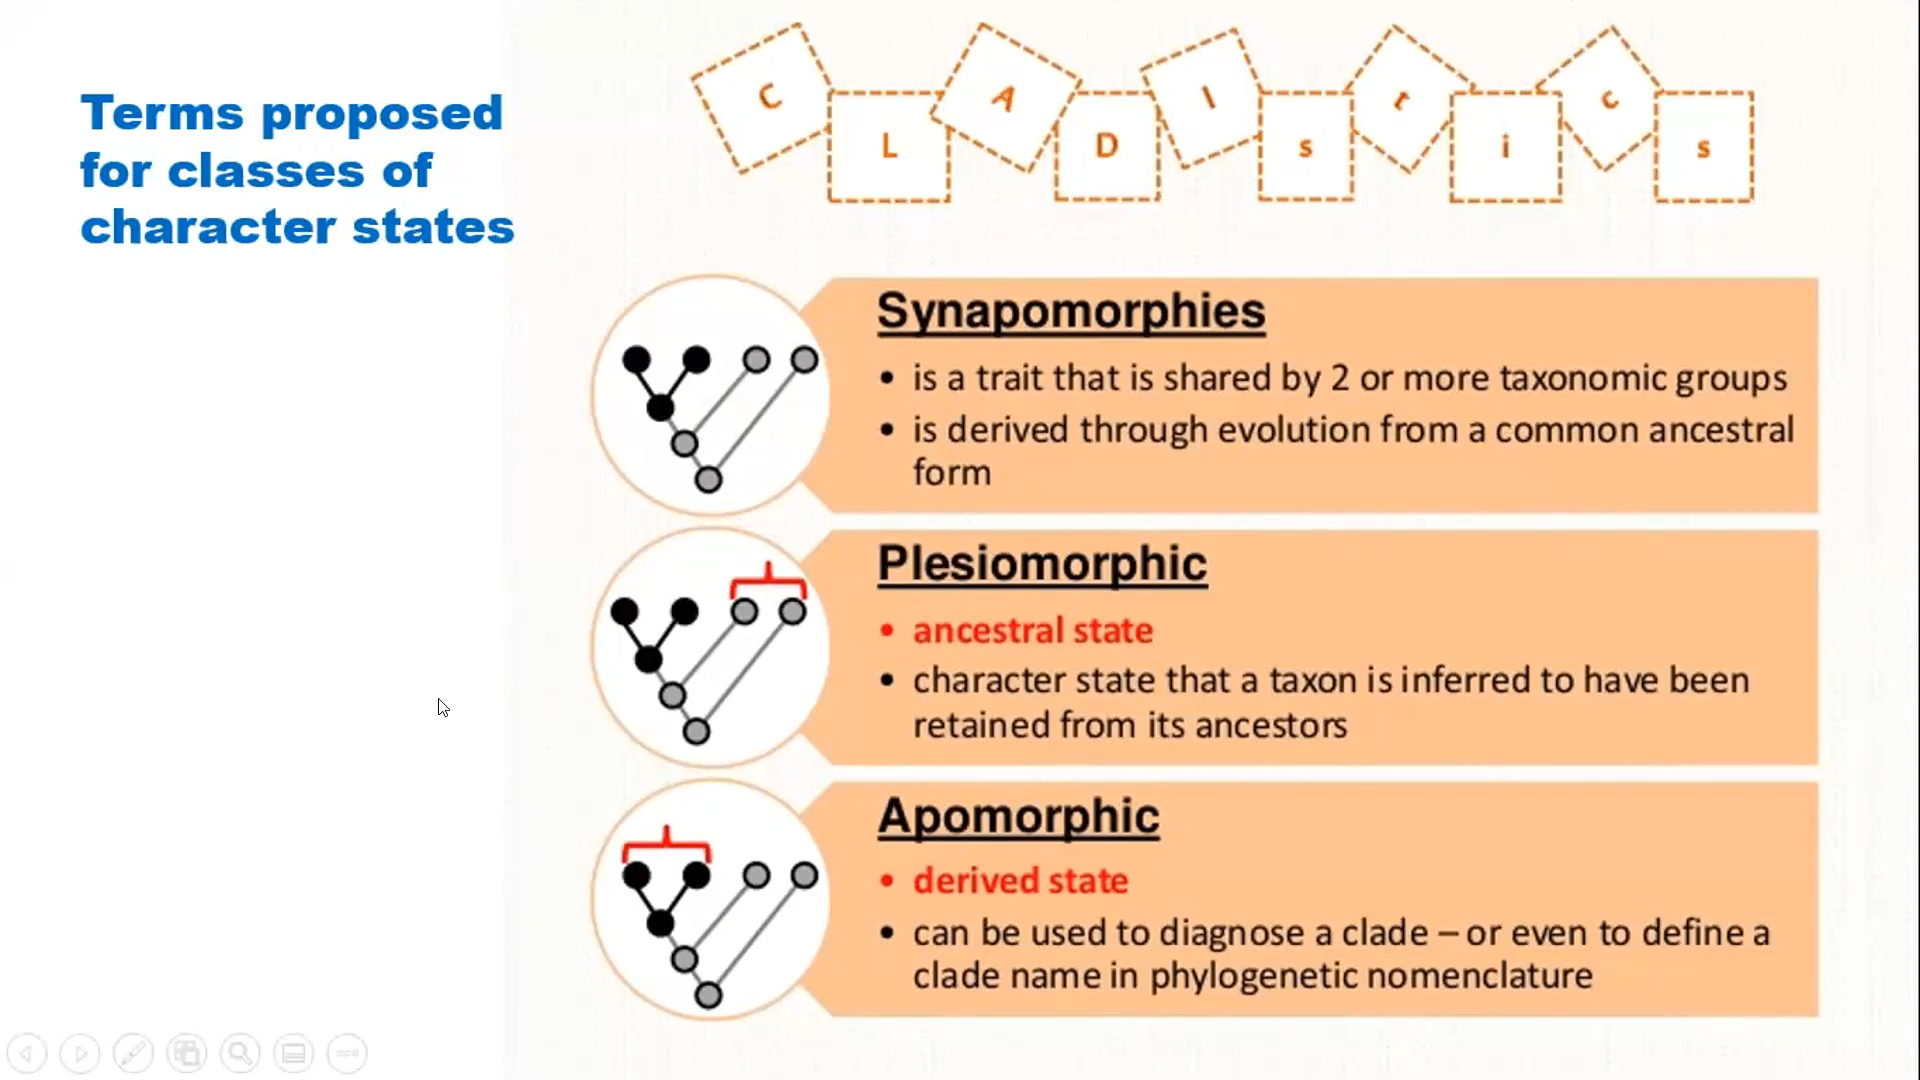 Terms proposed
for classes of
character states
C L A D I s t i c s
Synapomorphies
• is a trait that is shared by 2 or more taxonomic groups
• is derived through evolution from a common ancestral
form
Plesiomorphic
• ancestral state
• character state that a taxon is inferred to have been
retained from its ancestors
Apomorphic
• derived state
• can be used to diagnose a clade – or even to define a
clade name in phylogenetic nomenclature